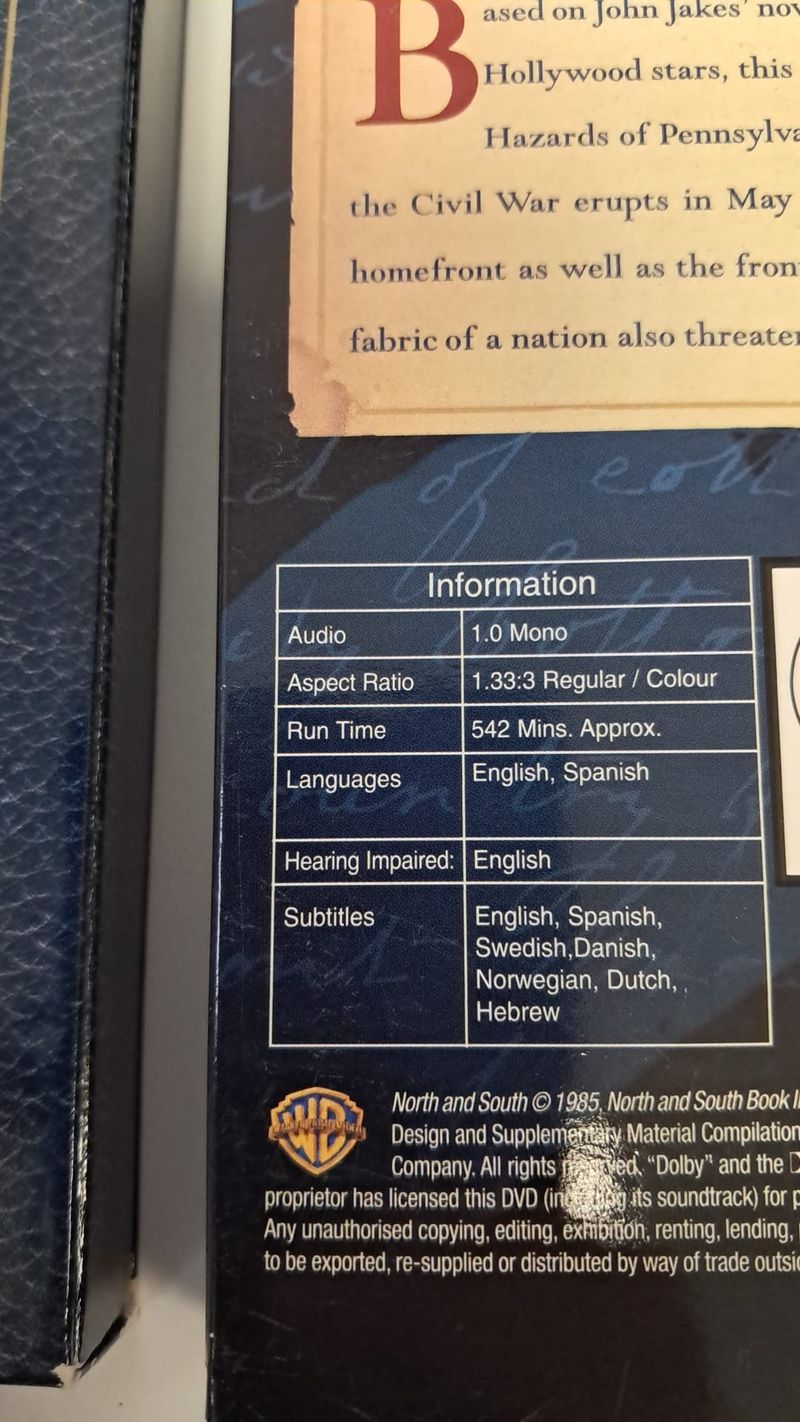 Based on John Jakes' nov
Hollywood stars, this
Hazards of Pennsylva
the Civil War erupts in May
homefront as well as the fron
fabric of a nation also threate
Information
Audio 1.0 Mono
Aspect Ratio 1.33:3 Regular / Colour
Run Time 542 Mins. Approx.
Languages English, Spanish
Hearing Impaired: English
Subtitles English, Spanish,
Swedish,Danish,
Norwegian, Dutch, .
Hebrew
WB
North and South © 1985, North and South Book I
Design and Supplementary Material Compilation
Company. All rights reserved. “Dolby” and the D
proprietor has licensed this DVD (including its soundtrack) for p
Any unauthorised copying, editing, exhibition, renting, lending,
to be exported, re-supplied or distributed by way of trade outsi